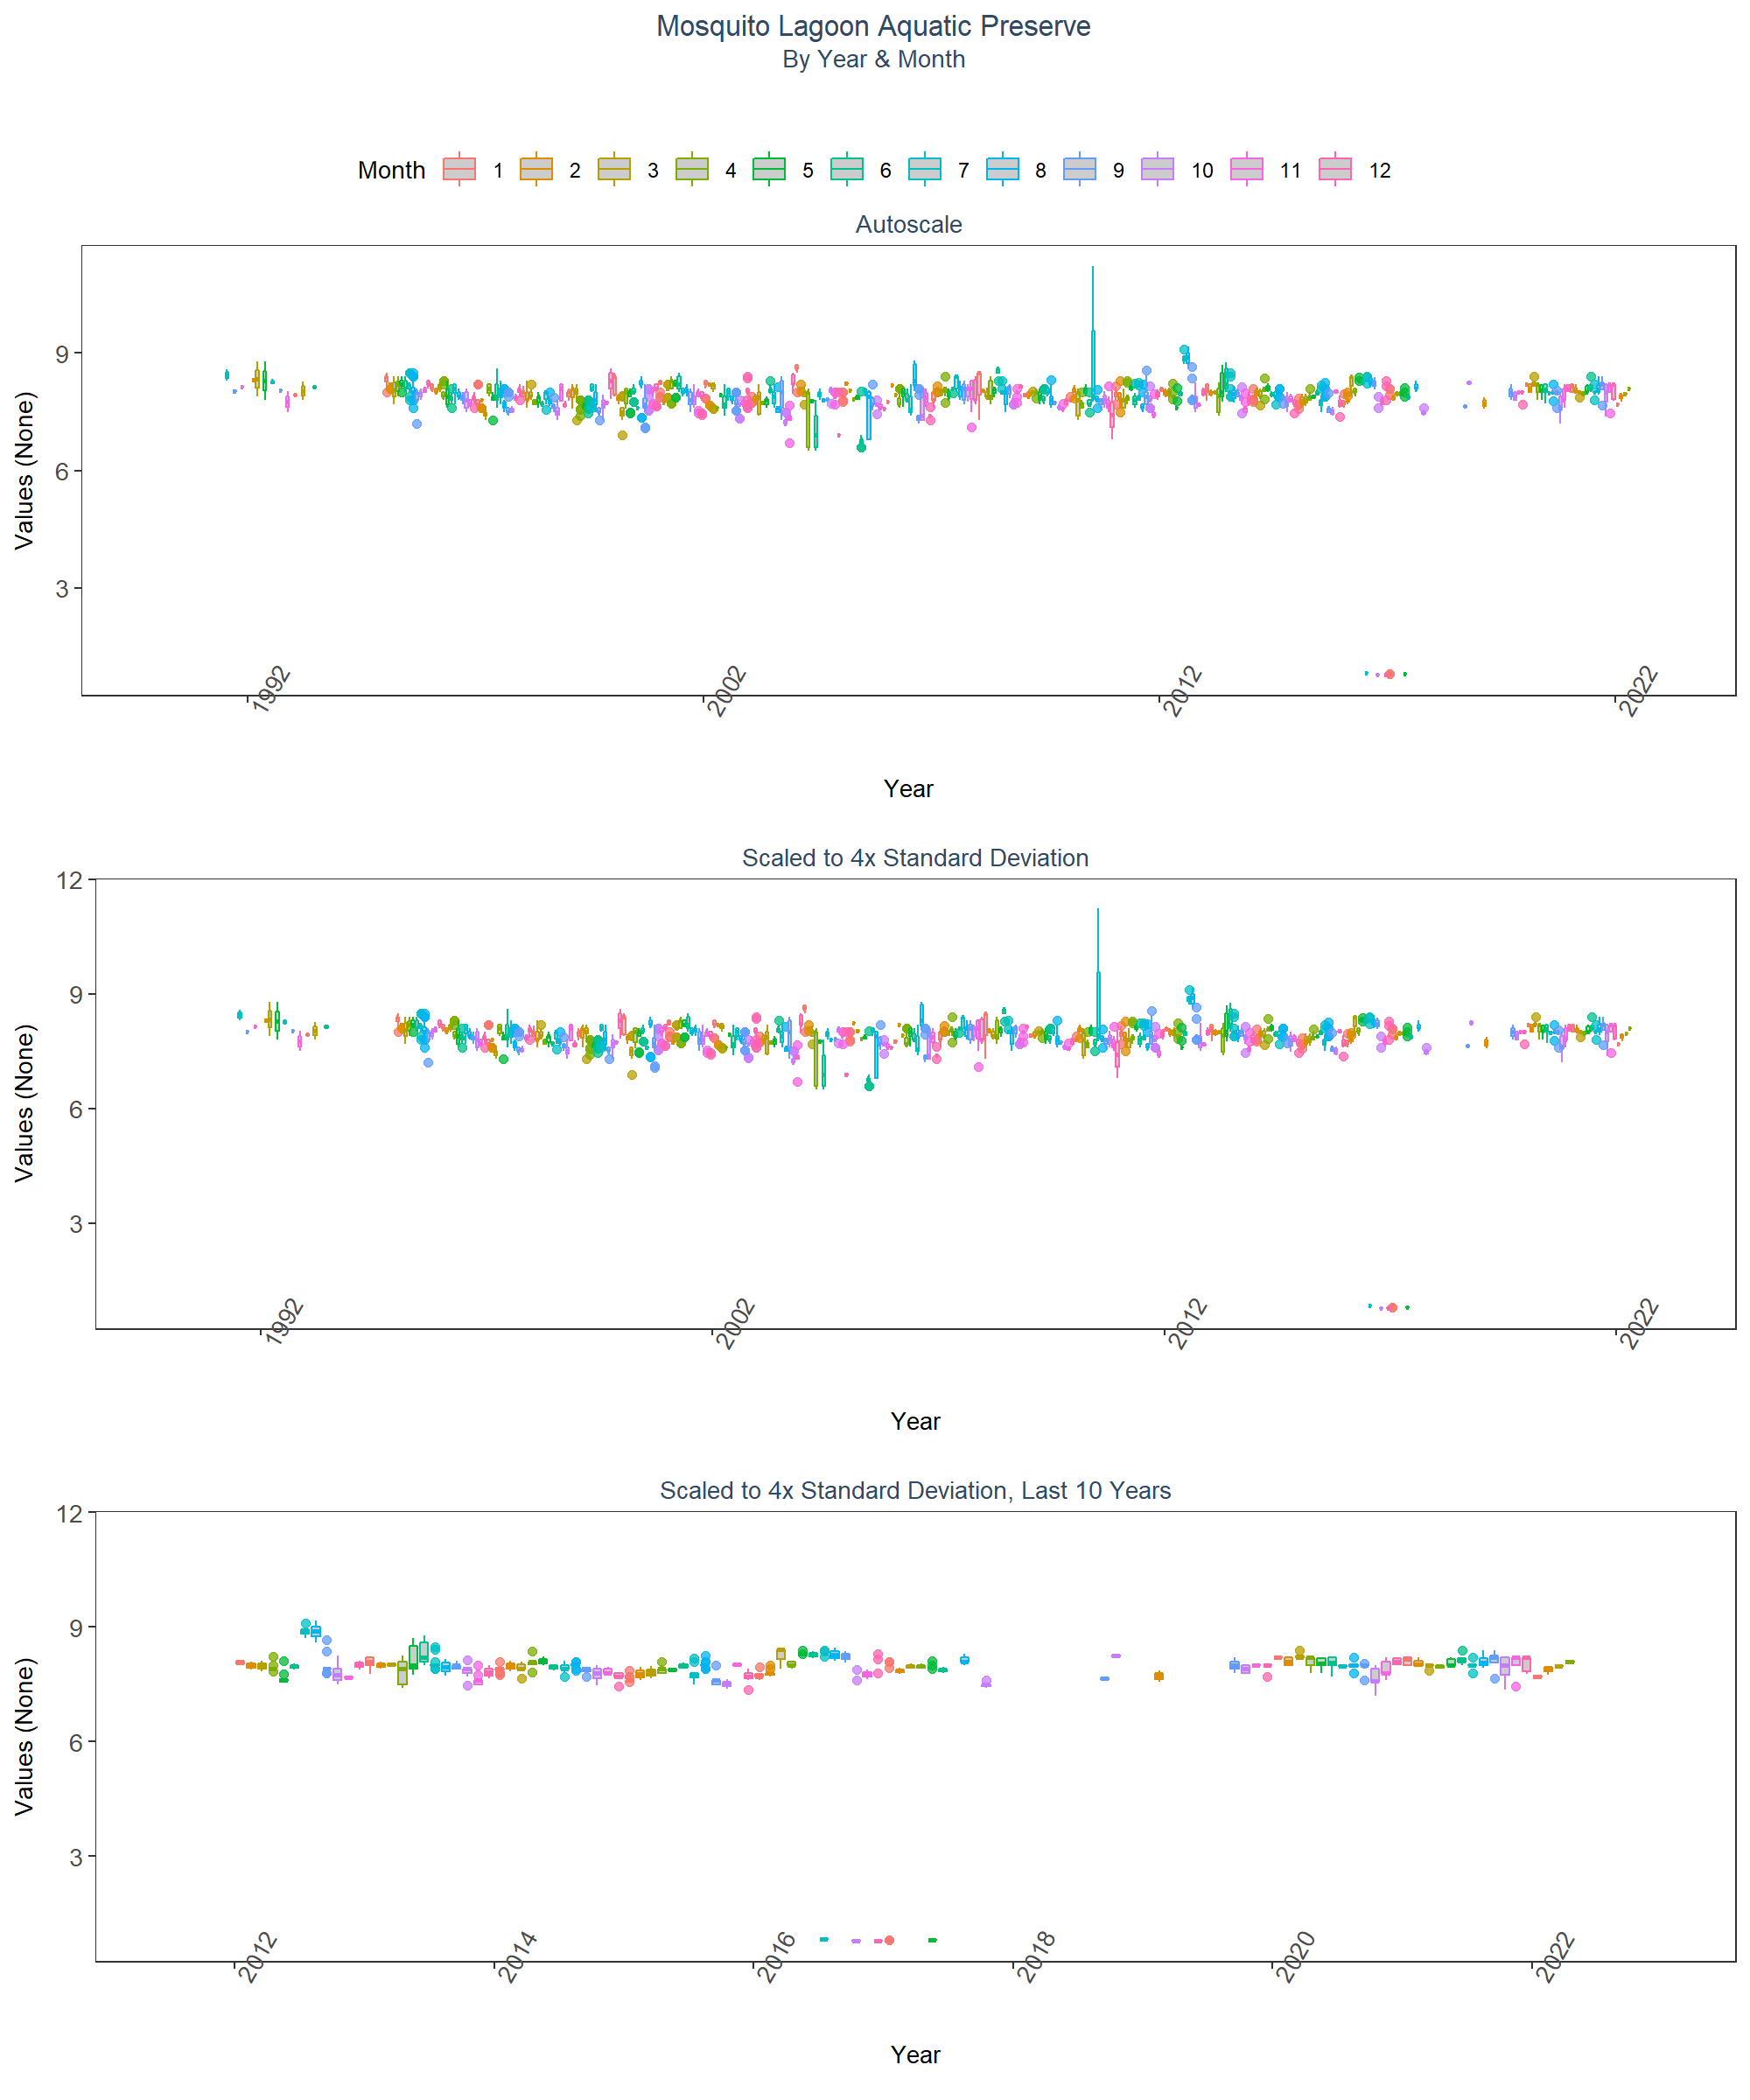 Mosquito Lagoon Aquatic Preserve
By Year & Month
Month 1 2 3 4 5 6 7 8 9 10 11 12
Autoscale
Values (None)
9
6
3
1992 2002 2012 2022
Year
Scaled to 4x Standard Deviation
Values (None)
12
9
6
3
1992 2002 2012 2022
Year
Scaled to 4x Standard Deviation, Last 10 Years
Values (None)
12
9
6
3
2012 2014 2016 2018 2020 2022
Year